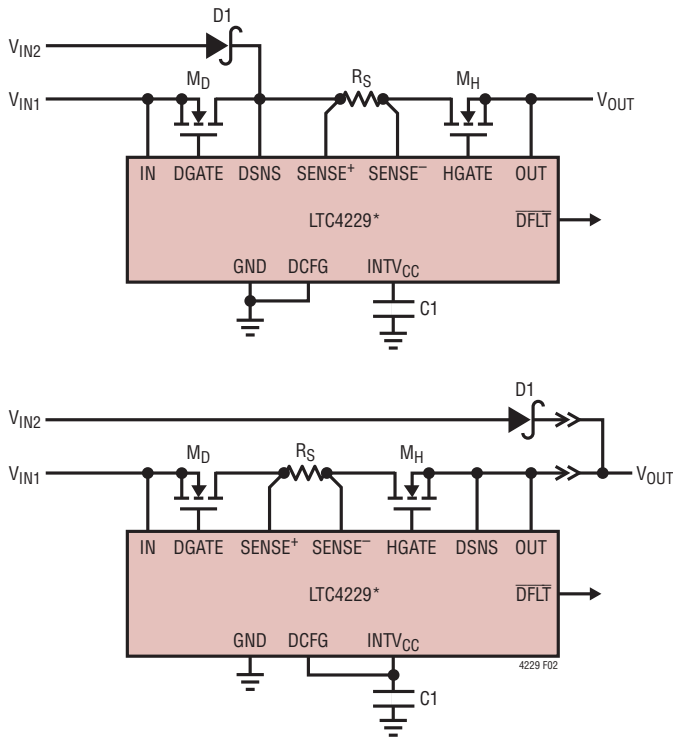 D1
V_IN2
M_D R_S M_H
V_IN1 V_OUT
IN DGATE DSNS SENSE⁺ SENSE⁻ HGATE OUT
LTC4229* D̅F̅L̅T̅
GND DCFG INTV_CC
C1
D1
V_IN2
M_D R_S M_H
V_IN1 V_OUT
IN DGATE SENSE⁺ SENSE⁻ HGATE DSNS OUT
LTC4229* D̅F̅L̅T̅
GND DCFG INTV_CC
4229 F02
C1